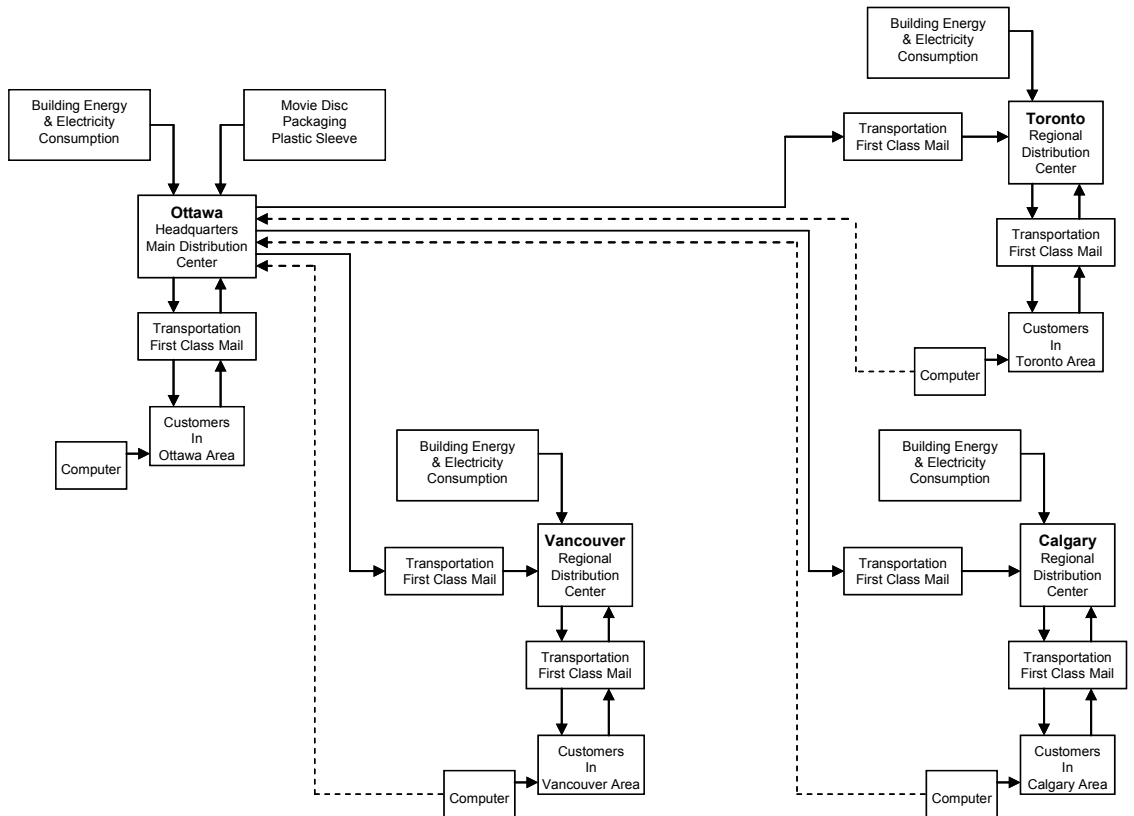 Building Energy
& Electricity
Consumption
Building Energy
& Electricity
Consumption
Movie Disc
Packaging
Plastic Sleeve
Transportation
First Class Mail
Toronto
Regional
Distribution
Center
Ottawa
Headquarters
Main Distribution
Center
Transportation
First Class Mail
Transportation
First Class Mail
Customers
In
Toronto Area
Computer
Customers
In
Ottawa Area
Computer
Building Energy
& Electricity
Consumption
Building Energy
& Electricity
Consumption
Transportation
First Class Mail
Vancouver
Regional
Distribution
Center
Transportation
First Class Mail
Calgary
Regional
Distribution
Center
Transportation
First Class Mail
Transportation
First Class Mail
Customers
In
Vancouver Area
Computer
Customers
In
Calgary Area
Computer